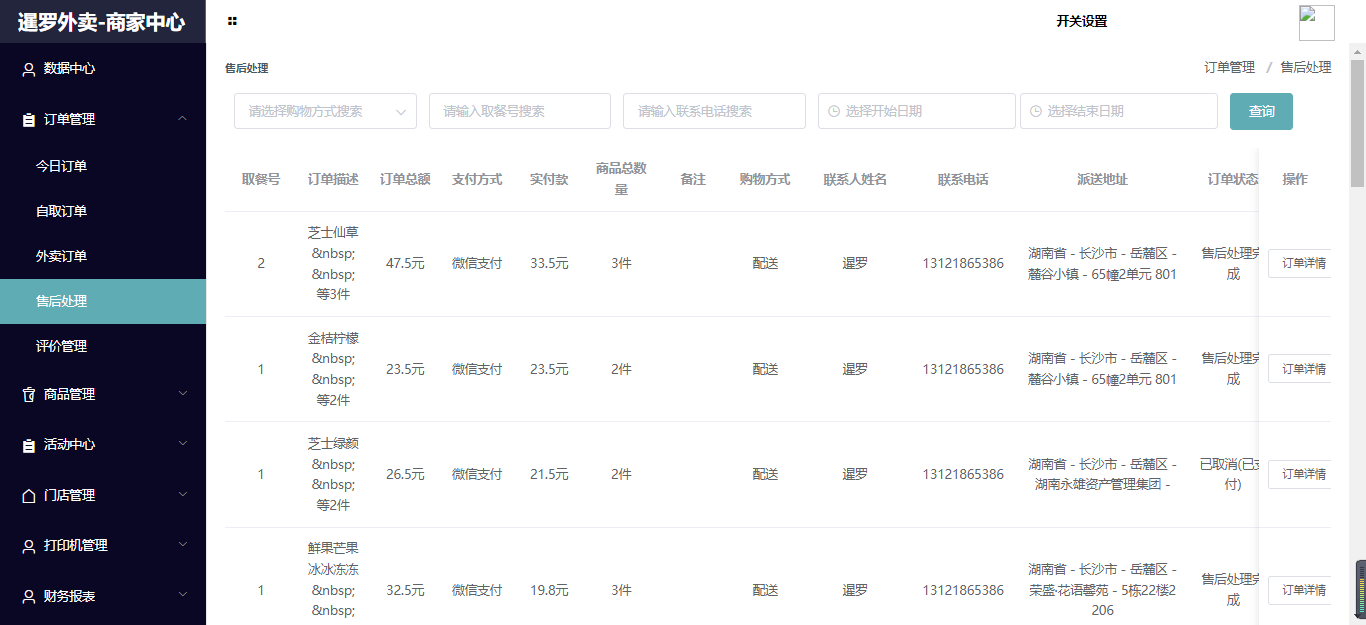 暹罗外卖-商家中心
开关设置
数据中心
订单管理
今日订单
自取订单
外卖订单
售后处理
评价管理
商品管理
活动中心
门店管理
打印机管理
财务报表
售后处理
订单管理 / 售后处理
请选择购物方式搜索 请输入取餐号搜索 请输入联系电话搜索 选择开始日期 选择结束日期 查询
取餐号 订单描述 订单总额 支付方式 实付款 商品总数量 备注 购物方式 联系人姓名 联系电话 派送地址 订单状态 操作
2 芝士仙草&nbsp;&nbsp;等3件 47.5元 微信支付 33.5元 3件 配送 暹罗 13121865386 湖南省 - 长沙市 - 岳麓区 - 麓谷小镇 - 65幢2单元 801 售后处理完成 订单详情
1 金桔柠檬&nbsp;&nbsp;等2件 23.5元 微信支付 23.5元 2件 配送 暹罗 13121865386 湖南省 - 长沙市 - 岳麓区 - 麓谷小镇 - 65幢2单元 801 售后处理完成 订单详情
1 芝士绿颜&nbsp;&nbsp;等2件 26.5元 微信支付 21.5元 2件 配送 暹罗 13121865386 湖南省 - 长沙市 - 岳麓区 - 湖南永雄资产管理集团 - 已取消(已支付) 订单详情
1 鲜果芒果冰冰冻冻&nbsp;&nbsp; 32.5元 微信支付 19.8元 3件 配送 暹罗 13121865386 湖南省 - 长沙市 - 岳麓区 - 荣盛·花语馨苑 - 5栋22楼2206 售后处理完成 订单详情